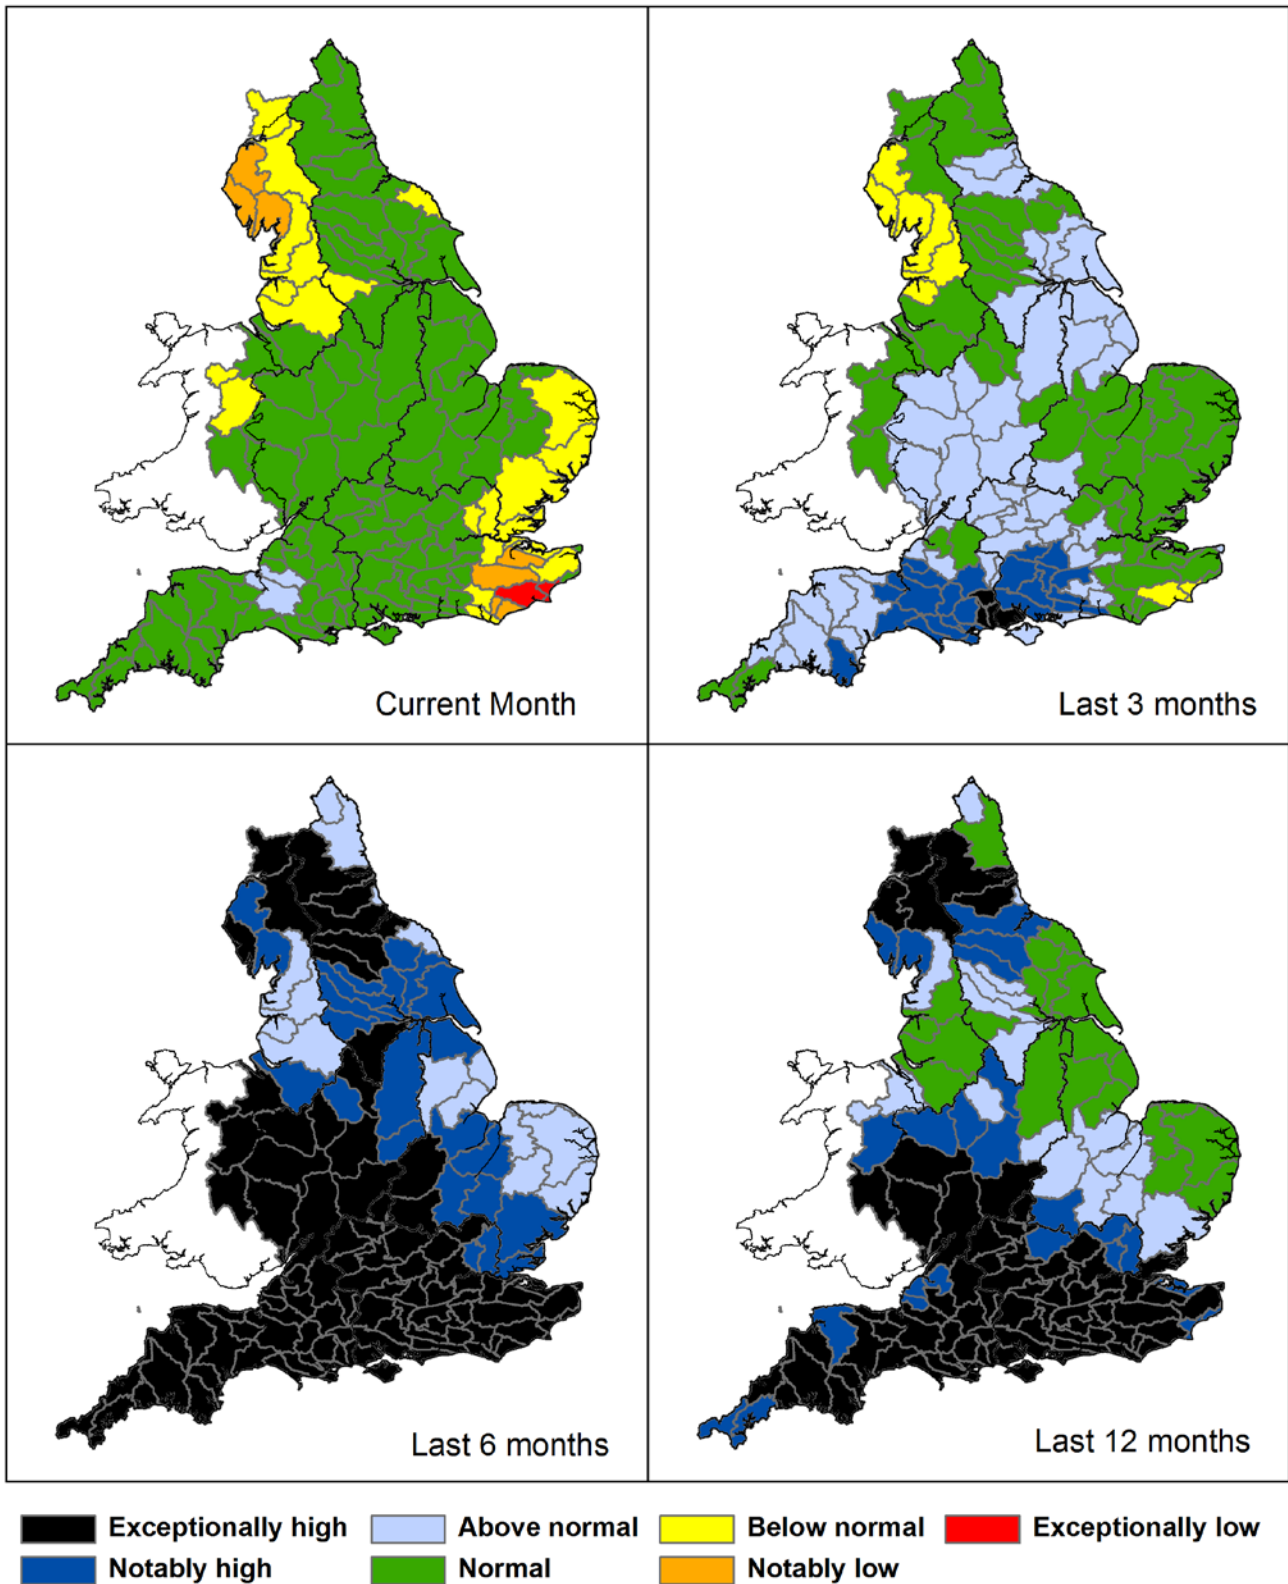 Current Month
Last 3 months
Last 6 months
Last 12 months
Exceptionally high
Above normal
Below normal
Exceptionally low
Notably high
Normal
Notably low